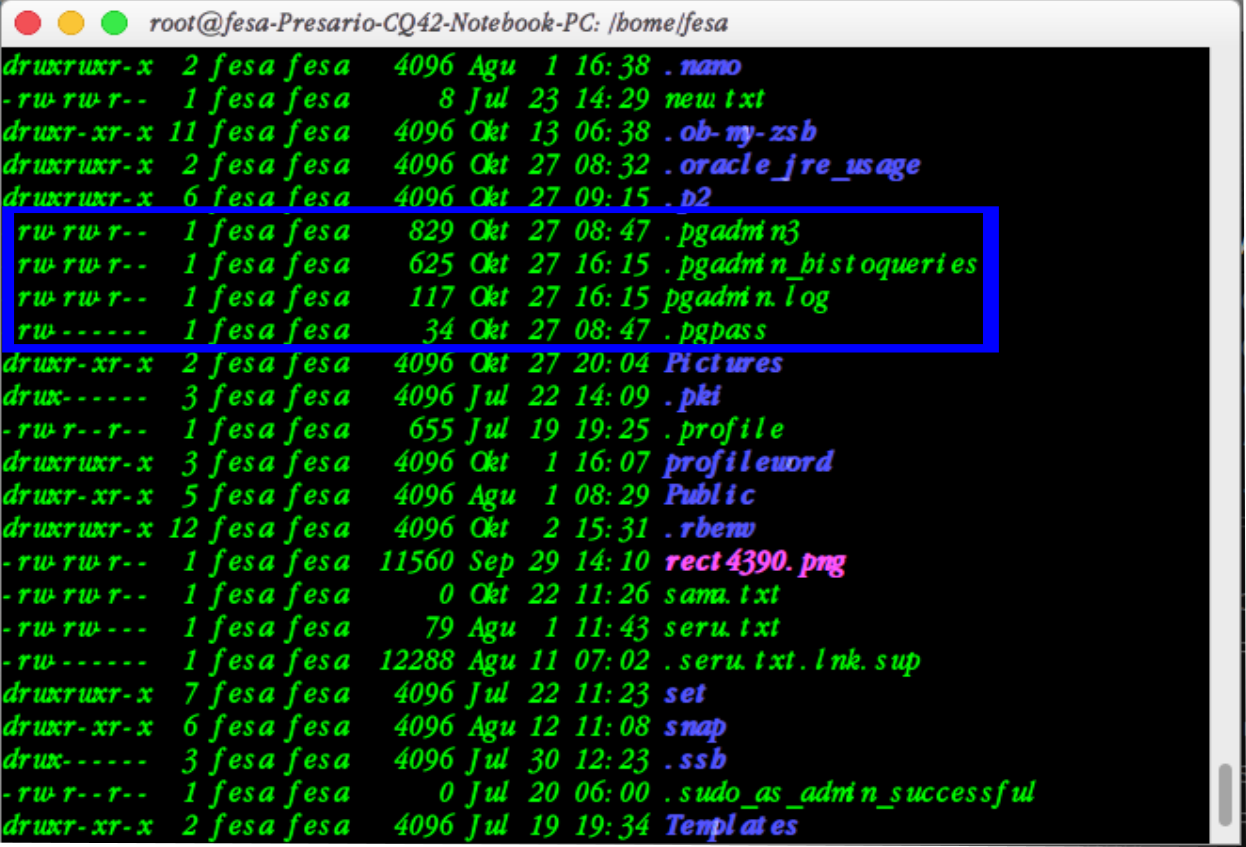 root@fesa-Presario-CQ42-Notebook-PC: /home/fesa
drwxrwxr-x 2 fesa fesa 4096 Agu 1 16:38 .nano
-rw-rw-r-- 1 fesa fesa 8 Jul 23 14:29 new.txt
drwxr-xr-x 11 fesa fesa 4096 Okt 13 06:38 .oh-my-zsh
drwxrwxr-x 2 fesa fesa 4096 Okt 27 08:32 .oracle_jre_usage
drwxrwxr-x 6 fesa fesa 4096 Okt 27 09:15 .p2
rw-rw-r-- 1 fesa fesa 829 Okt 27 08:47 .pgadmin3
rw-rw-r-- 1 fesa fesa 625 Okt 27 16:15 .pgadmin_histoqueries
rw-rw-r-- 1 fesa fesa 117 Okt 27 16:15 pgadmin.log
rw------- 1 fesa fesa 34 Okt 27 08:47 .pgpass
drwxr-xr-x 2 fesa fesa 4096 Okt 27 20:04 Pictures
drwx------ 3 fesa fesa 4096 Jul 22 14:09 .pki
-rw-r--r-- 1 fesa fesa 655 Jul 19 19:25 .profile
drwxrwxr-x 3 fesa fesa 4096 Okt 1 16:07 profileword
drwxr-xr-x 5 fesa fesa 4096 Agu 1 08:29 Public
drwxrwxr-x 12 fesa fesa 4096 Okt 2 15:31 .rbenv
-rw-rw-r-- 1 fesa fesa 11560 Sep 29 14:10 rect4390.png
-rw-rw-r-- 1 fesa fesa 0 Okt 22 11:26 sama.txt
-rw-rw---- 1 fesa fesa 79 Agu 1 11:43 seru.txt
-rw------- 1 fesa fesa 12288 Agu 11 07:02 .seru.txt.lnk.swp
drwxrwxr-x 7 fesa fesa 4096 Jul 22 11:23 set
drwxr-xr-x 6 fesa fesa 4096 Agu 12 11:08 snap
drwx------ 3 fesa fesa 4096 Jul 30 12:23 .ssh
-rw-r--r-- 1 fesa fesa 0 Jul 20 06:00 .sudo_as_admin_successful
drwxr-xr-x 2 fesa fesa 4096 Jul 19 19:34 Templates